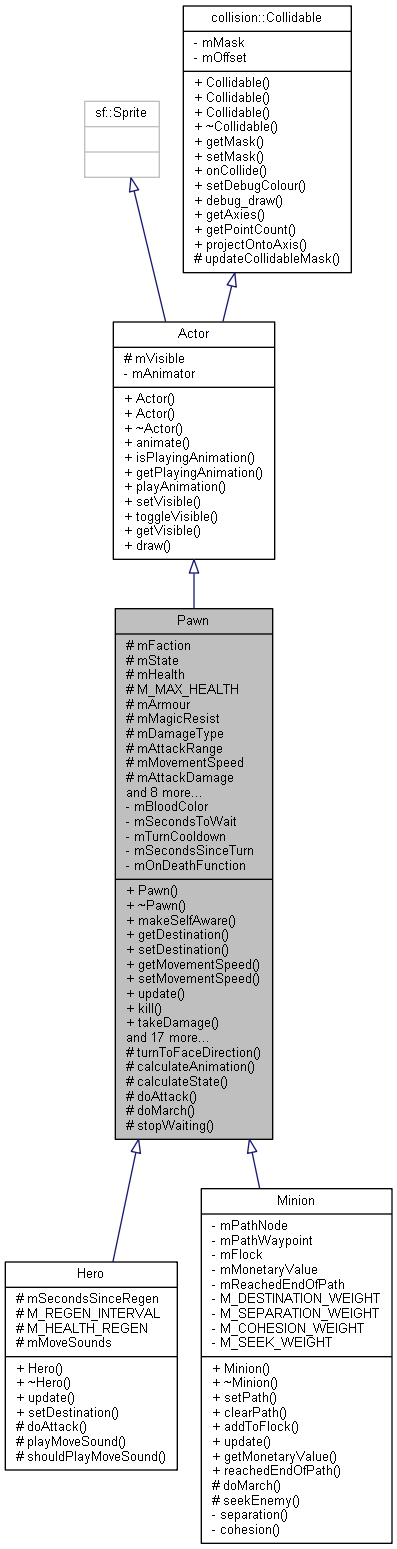 collision::Collidable
- mMask
- mOffset
+ Collidable()
+ Collidable()
+ Collidable()
+ ~Collidable()
+ getMask()
+ setMask()
+ onCollide()
+ setDebugColour()
+ debug_draw()
+ getAxies()
+ getPointCount()
+ projectOntoAxis()
# updateCollidableMask()
sf::Sprite
Actor
# mVisible
- mAnimator
+ Actor()
+ Actor()
+ ~Actor()
+ animate()
+ isPlayingAnimation()
+ getPlayingAnimation()
+ playAnimation()
+ setVisible()
+ toggleVisible()
+ getVisible()
+ draw()
Pawn
# mFaction
# mState
# mHealth
# M_MAX_HEALTH
# mArmour
# mMagicResist
# mDamageType
# mAttackRange
# mMovementSpeed
# mAttackDamage
and 8 more...
- mBloodColor
- mSecondsToWait
- mTurnCooldown
- mSecondsSinceTurn
- mOnDeathFunction
+ Pawn()
+ ~Pawn()
+ makeSelfAware()
+ getDestination()
+ setDestination()
+ getMovementSpeed()
+ setMovementSpeed()
+ update()
+ kill()
+ takeDamage()
and 17 more...
# turnToFaceDirection()
# calculateAnimation()
# calculateState()
# doAttack()
# doMarch()
# stopWaiting()
Hero
# mSecondsSinceRegen
# M_REGEN_INTERVAL
# M_HEALTH_REGEN
# mMoveSounds
+ Hero()
+ ~Hero()
+ update()
+ setDestination()
# doAttack()
# playMoveSound()
# shouldPlayMoveSound()
Minion
- mPathNode
- mPathWaypoint
- mFlock
- mMonetaryValue
- mReachedEndOfPath
- M_DESTINATION_WEIGHT
- M_SEPARATION_WEIGHT
- M_COHESION_WEIGHT
- M_SEEK_WEIGHT
+ Minion()
+ ~Minion()
+ setPath()
+ clearPath()
+ addToFlock()
+ update()
+ getMonetaryValue()
+ reachedEndOfPath()
# doMarch()
# seekEnemy()
- separation()
- cohesion()